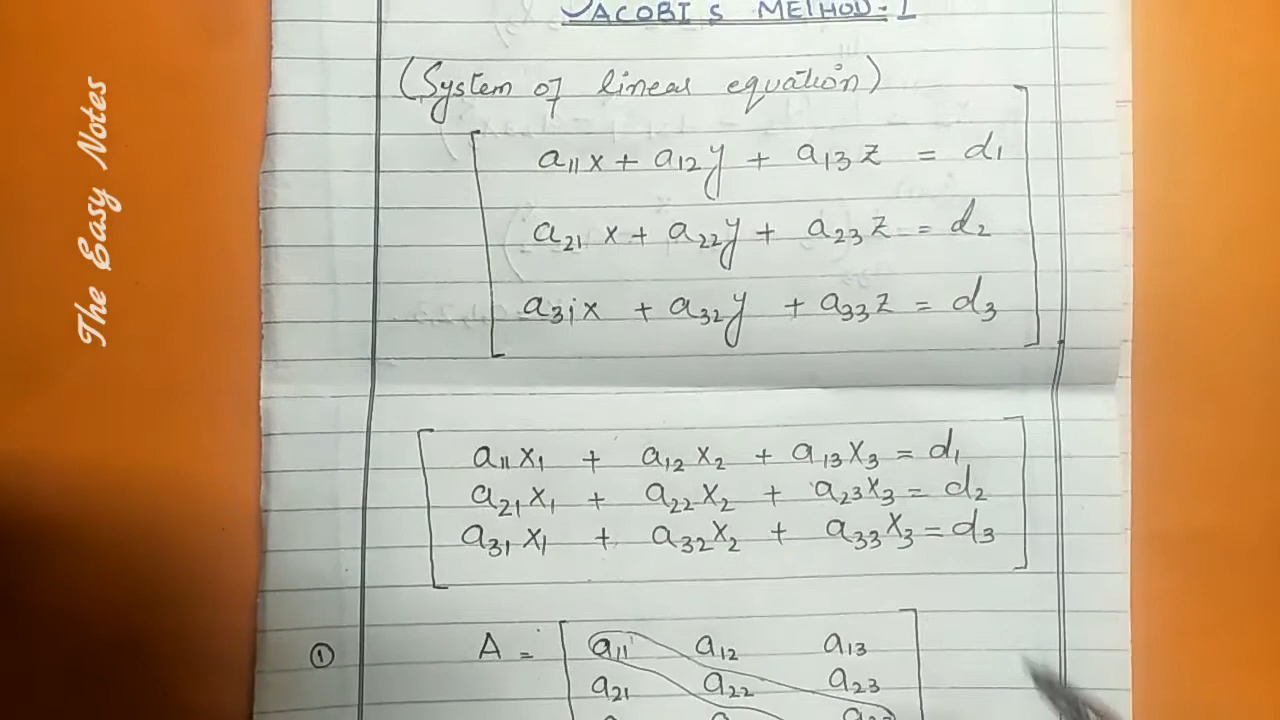 JACOBI'S METHOD-I
(System of linear equation)
a₁₁x + a₁₂y + a₁₃z = d₁
a₂₁x + a₂₂y + a₂₃z = d₂
a₃₁x + a₃₂y + a₃₃z = d₃
a₁₁x₁ + a₁₂x₂ + a₁₃x₃ = d₁
a₂₁x₁ + a₂₂x₂ + a₂₃x₃ = d₂
a₃₁x₁ + a₃₂x₂ + a₃₃x₃ = d₃
① A = a₁₁ a₁₂ a₁₃
a₂₁ a₂₂ a₂₃
The Easy Notes